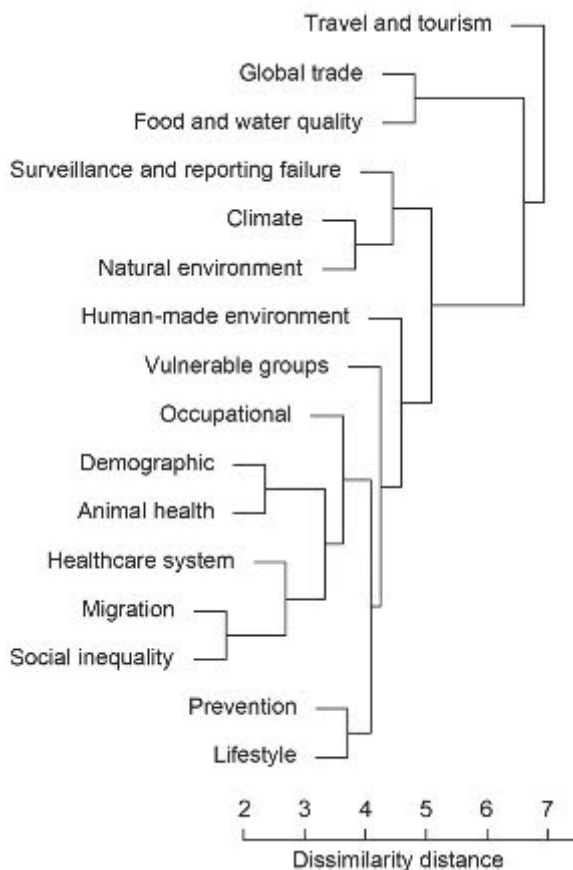 Travel and tourism
Global trade
Food and water quality
Surveillance and reporting failure
Climate
Natural environment
Human-made environment
Vulnerable groups
Occupational
Demographic
Animal health
Healthcare system
Migration
Social inequality
Prevention
Lifestyle
2 3 4 5 6 7
Dissimilarity distance